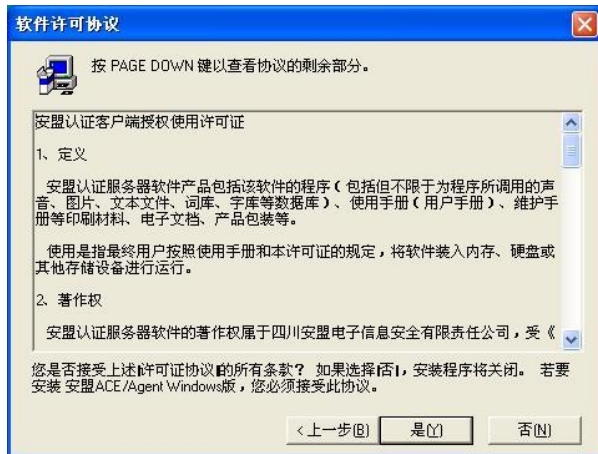 软件许可协议
按 PAGE DOWN 键以查看协议的剩余部分。
安盟认证客户端授权使用许可证
1、定义
安盟认证服务器软件产品包括该软件的程序（包括但不限于为程序所调用的声
音、图片、文本文件、词库、字库等数据库）、使用手册（用户手册）、维护手
册等印刷材料、电子文档、产品包装等。
使用是指最终用户按照使用手册和本许可证的规定，将软件装入内存、硬盘或
其他存储设备进行运行。
2、著作权
安盟认证服务器软件的著作权属于四川安盟电子信息安全有限责任公司，受《
您是否接受上述|许可证协议|的所有条款？ 如果选择|否|，安装程序将关闭。 若要
安装 安盟ACE/Agent Windows版，您必须接受此协议。
<上一步(B) 是(Y) 否(N)